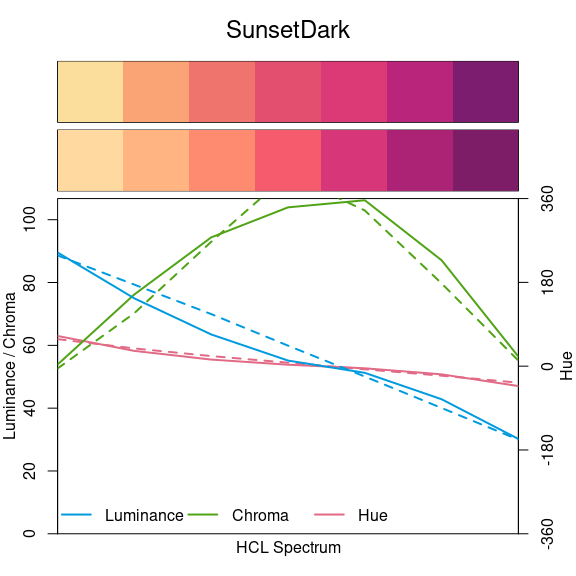 SunsetDark
100
80
60
40
20
0
Luminance / Chroma
360
180
0
-180
-360
Hue
Luminance Chroma Hue
HCL Spectrum